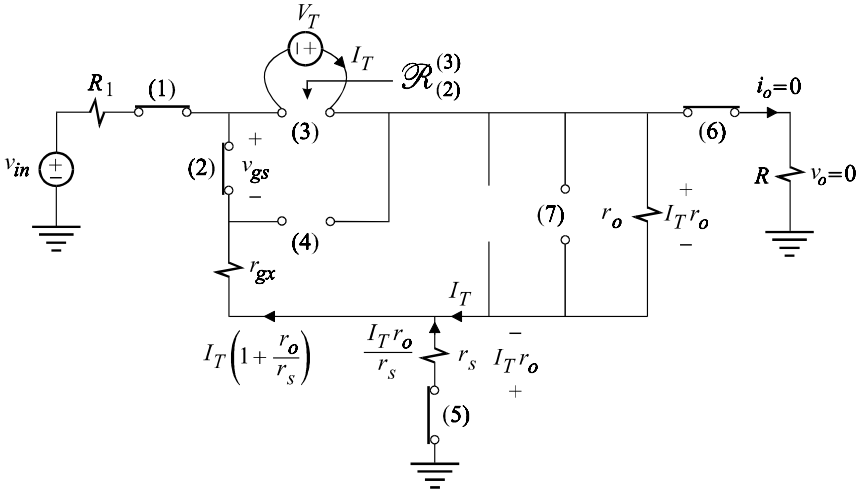 V_T
− +
I_T
ℛ_(2)^(3)
R_1
(1)
(3)
i_o=0
(6)
v_in
+
−
(2)
+
v_gs
−
(4)
(7)
r_o
+
I_T r_o
−
R
v_o=0
r_gx
I_T
I_T(1+r_o/r_s)
I_T r_o/r_s
r_s
−
I_T r_o
+
(5)